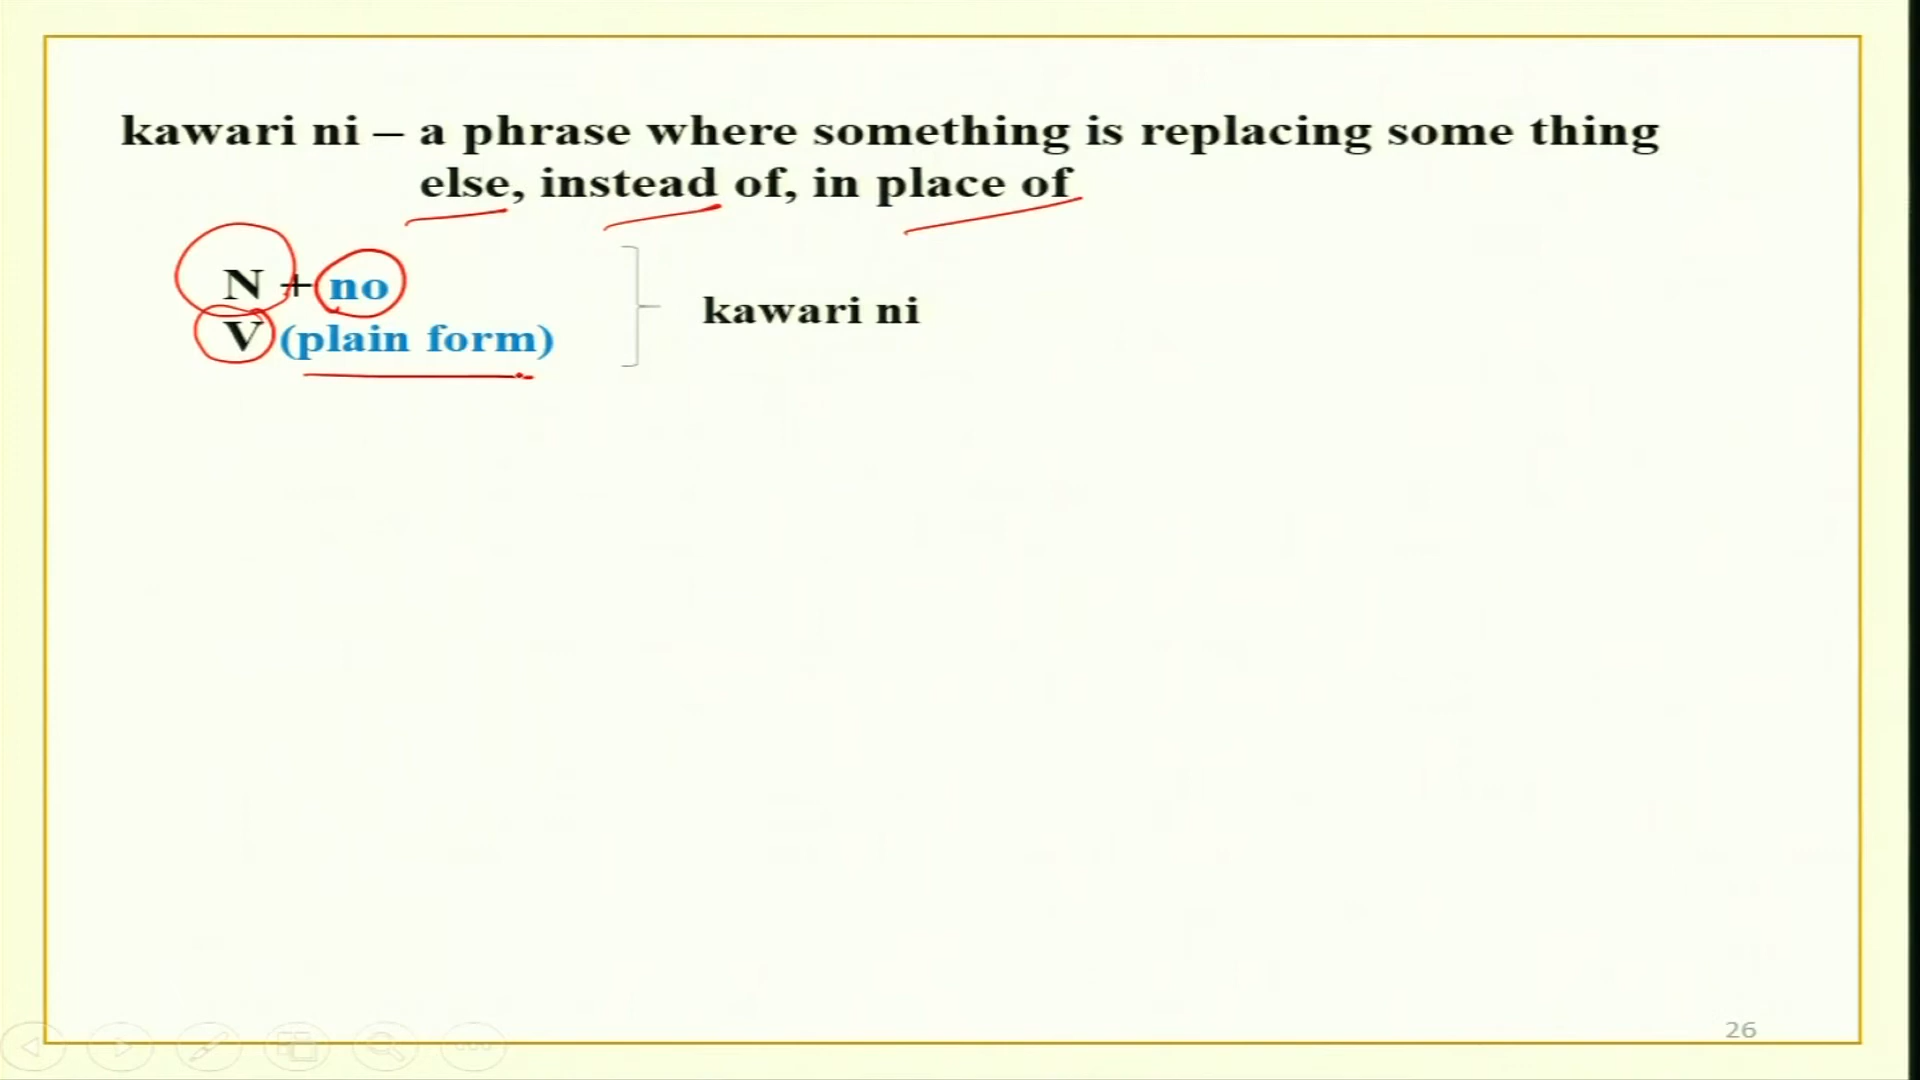 kawari ni – a phrase where something is replacing some thing
else, instead of, in place of
N + no
V (plain form)
kawari ni
26